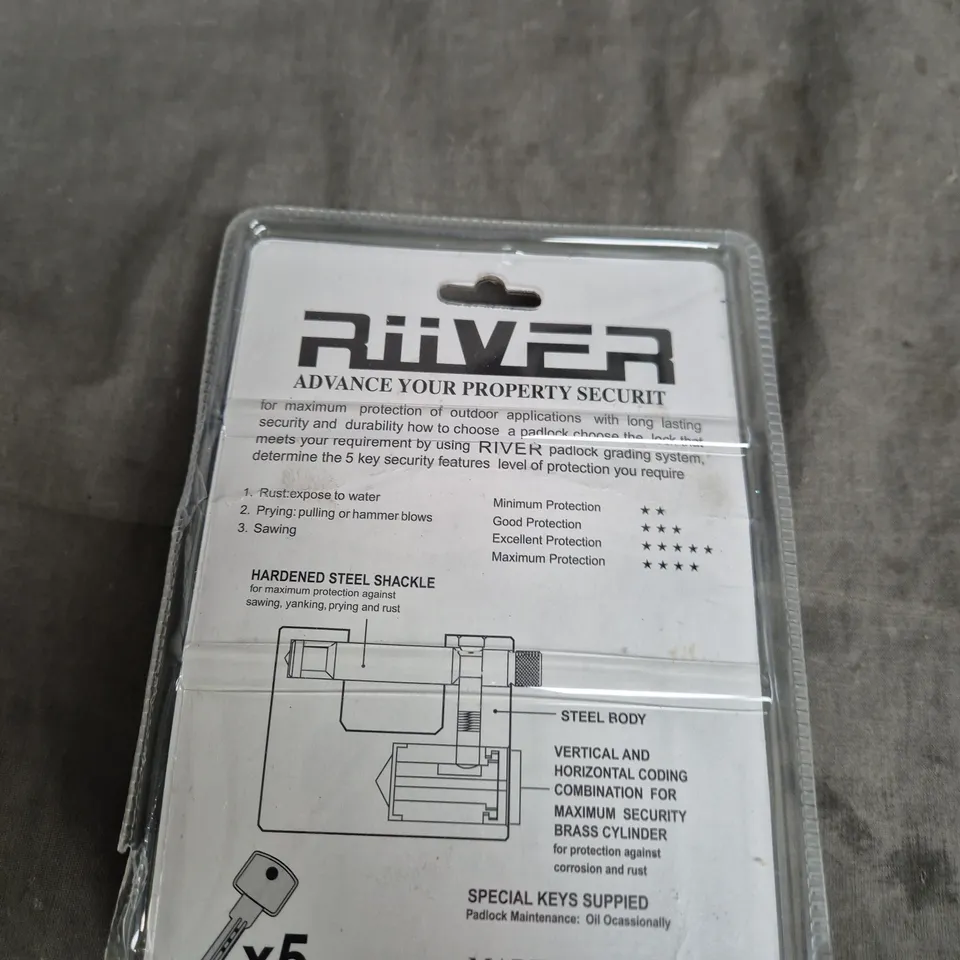 RiiVER
ADVANCE YOUR PROPERTY SECURIT
for maximum protection of outdoor applications with long lasting
security and durability how to choose a padlock choose the lock that
meets your requirement by using RIVER padlock grading system,
determine the 5 key security features level of protection you require
1. Rust:expose to water
2. Prying: pulling or hammer blows
3. Sawing
Minimum Protection ★★
Good Protection ★★★
Excellent Protection ★★★★★
Maximum Protection ★★★★
HARDENED STEEL SHACKLE
for maximum protection against
sawing, yanking, prying and rust
STEEL BODY
VERTICAL AND
HORIZONTAL CODING
COMBINATION FOR
MAXIMUM SECURITY
BRASS CYLINDER
for protection against
corrosion and rust
SPECIAL KEYS SUPPIED
Padlock Maintenance: Oil Ocassionally
x5